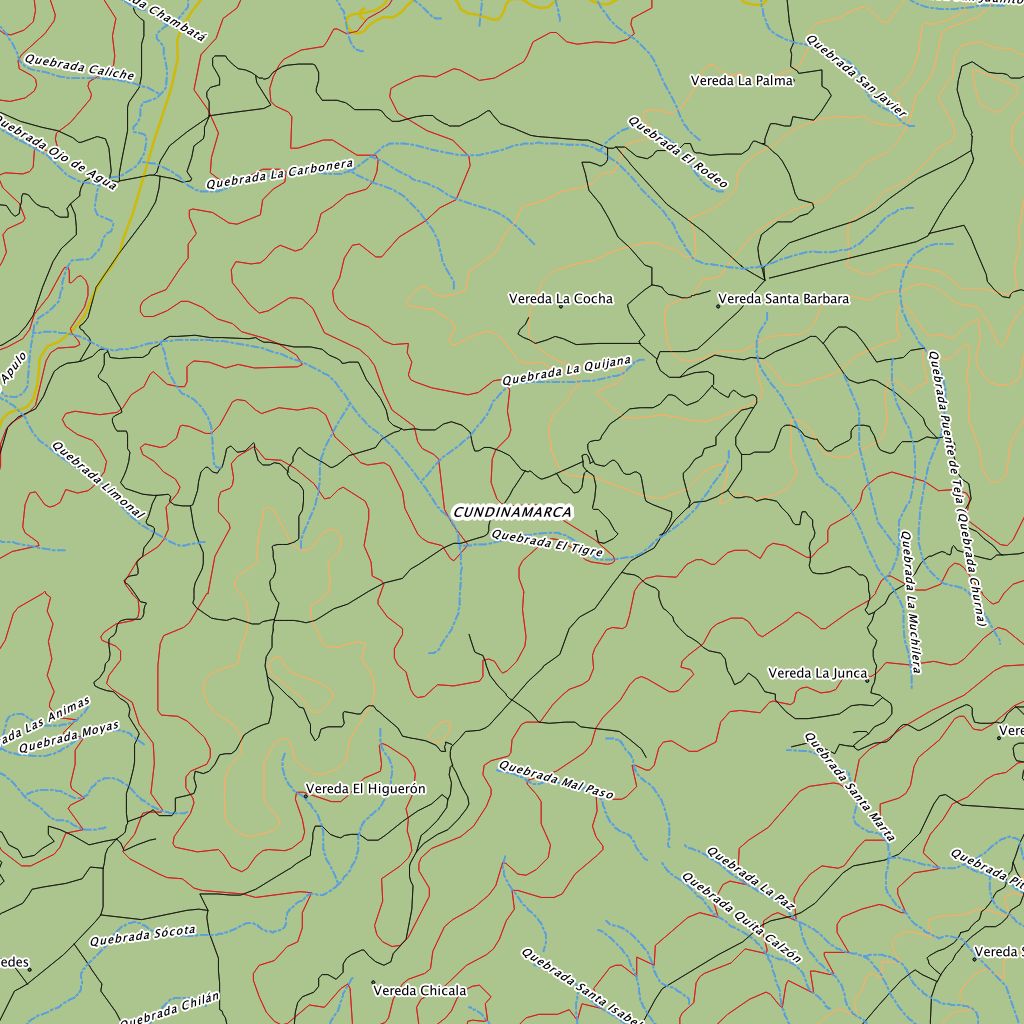 Chambatá
Quebrada Caliche
Quebrada San Javier
Vereda La Palma
Quebrada Ojo de Agua
Quebrada El Rodeo
Quebrada La Carbonera
Vereda La Cocha
Vereda Santa Barbara
Apulo
Quebrada La Quijana
Quebrada Puente de Teja (Quebrada Churna)
Quebrada Limonal
CUNDINAMARCA
Quebrada El Tigre
Quebrada La Muchilera
Vereda La Junca
Las Animas
Quebrada Moyas
Quebrada Santa Marta
Quebrada Mal Paso
Vereda El Higuerón
Quebrada La Paz
Quebrada Quita Calzón
Quebrada
Quebrada Sócota
Vereda
Quebrada Santa Isabel
Vereda Chicala
Quebrada Chilán